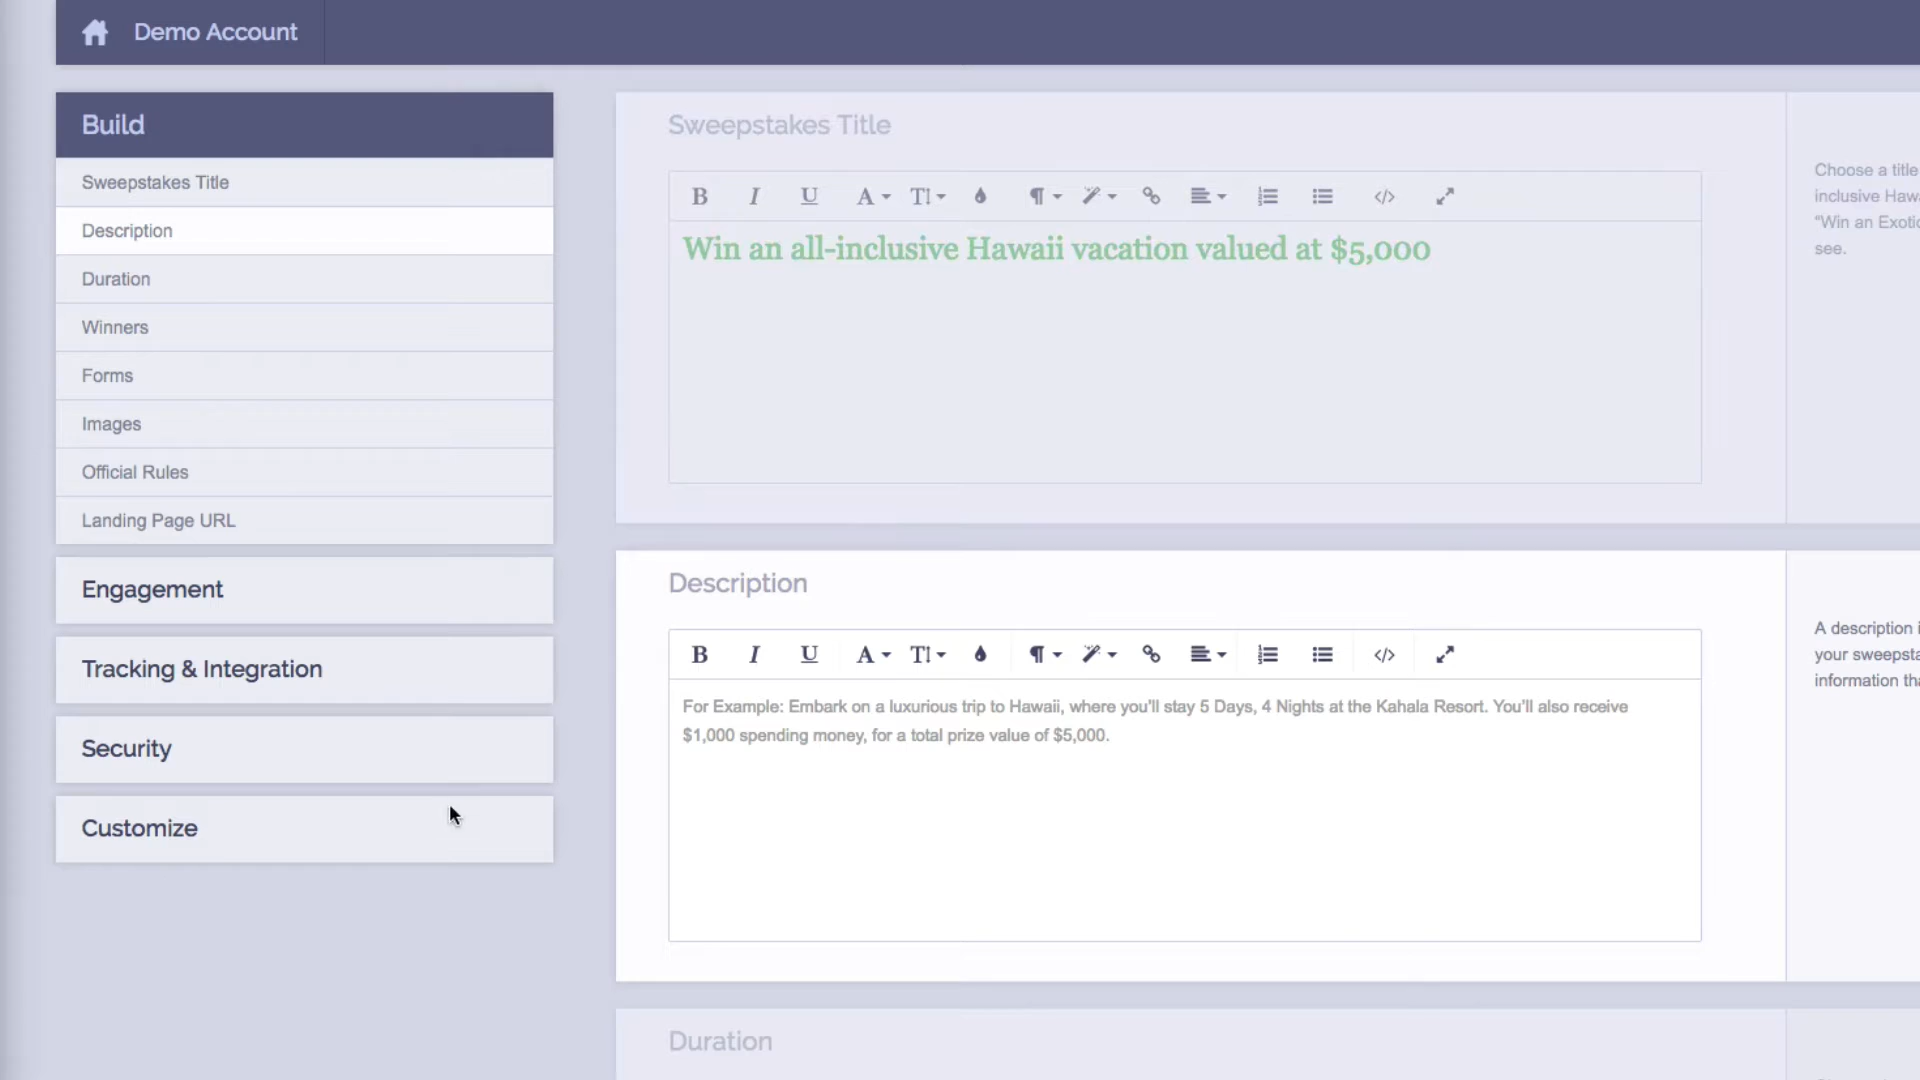 Demo Account
Build
Sweepstakes Title
Description
Duration
Winners
Forms
Images
Official Rules
Landing Page URL
Engagement
Tracking & Integration
Security
Customize
Sweepstakes Title
B I U A T
Win an all-inclusive Hawaii vacation valued at $5,000
Choose a title
inclusive Hawa
“Win an Exotic
see.
Description
B I U A T
For Example: Embark on a luxurious trip to Hawaii, where you'll stay 5 Days, 4 Nights at the Kahala Resort. You'll also receive
$1,000 spending money, for a total prize value of $5,000.
A description i
your sweepsta
information tha
Duration